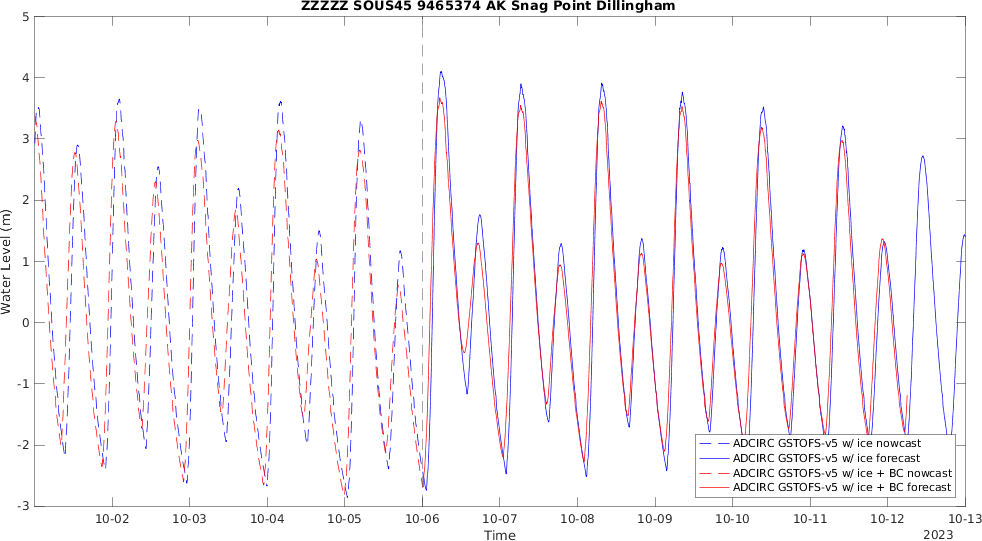 ZZZZZ SOUS45 9465374 AK Snag Point Dillingham
5
4
3
2
1
0
-1
-2
-3
Water Level (m)
ADCIRC GSTOFS-v5 w/ ice nowcast
ADCIRC GSTOFS-v5 w/ ice forecast
ADCIRC GSTOFS-v5 w/ ice + BC nowcast
ADCIRC GSTOFS-v5 w/ ice + BC forecast
10-02 10-03 10-04 10-05 10-06 10-07 10-08 10-09 10-10 10-11 10-12 10-13
Time
2023